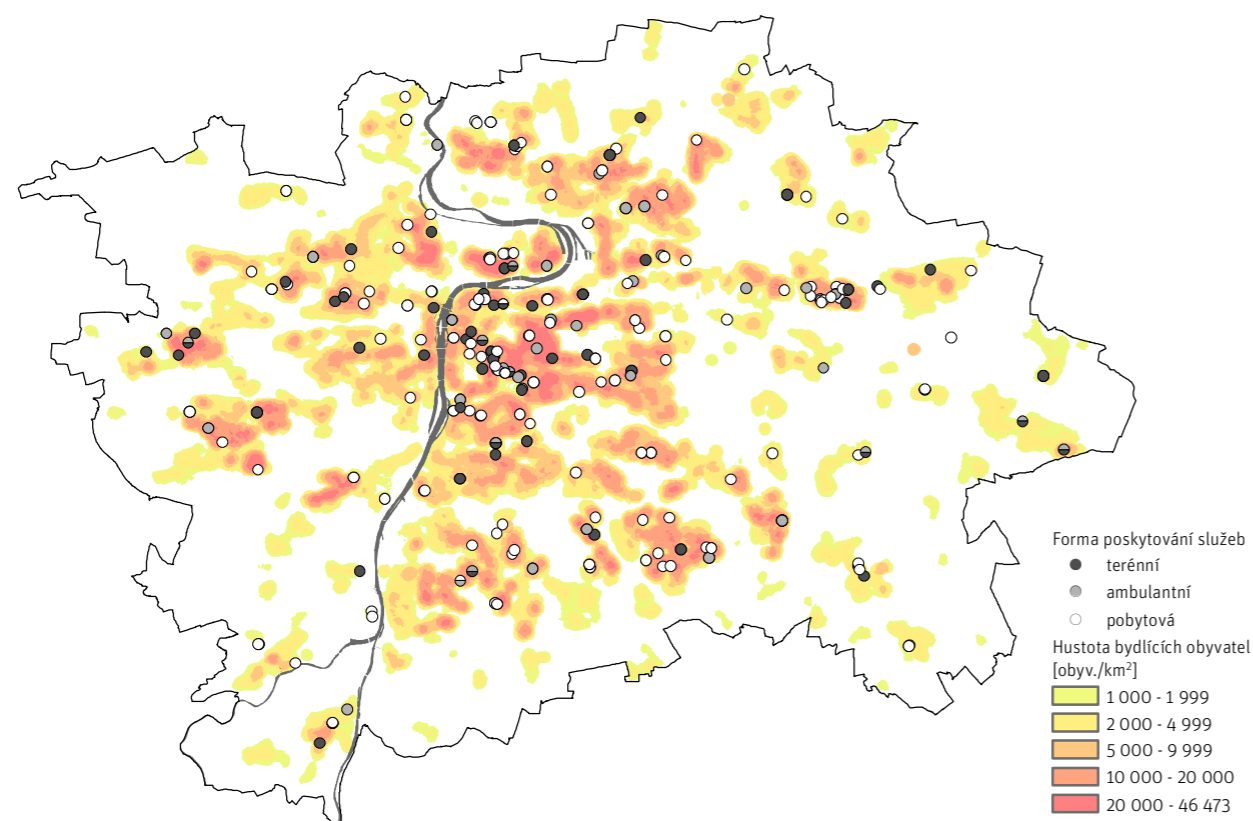 Forma poskytování služeb
terénní
ambulantní
pobytová
Hustota bydlících obyvatel
[obyv./km²]
1 000 - 1 999
2 000 - 4 999
5 000 - 9 999
10 000 - 20 000
20 000 - 46 473